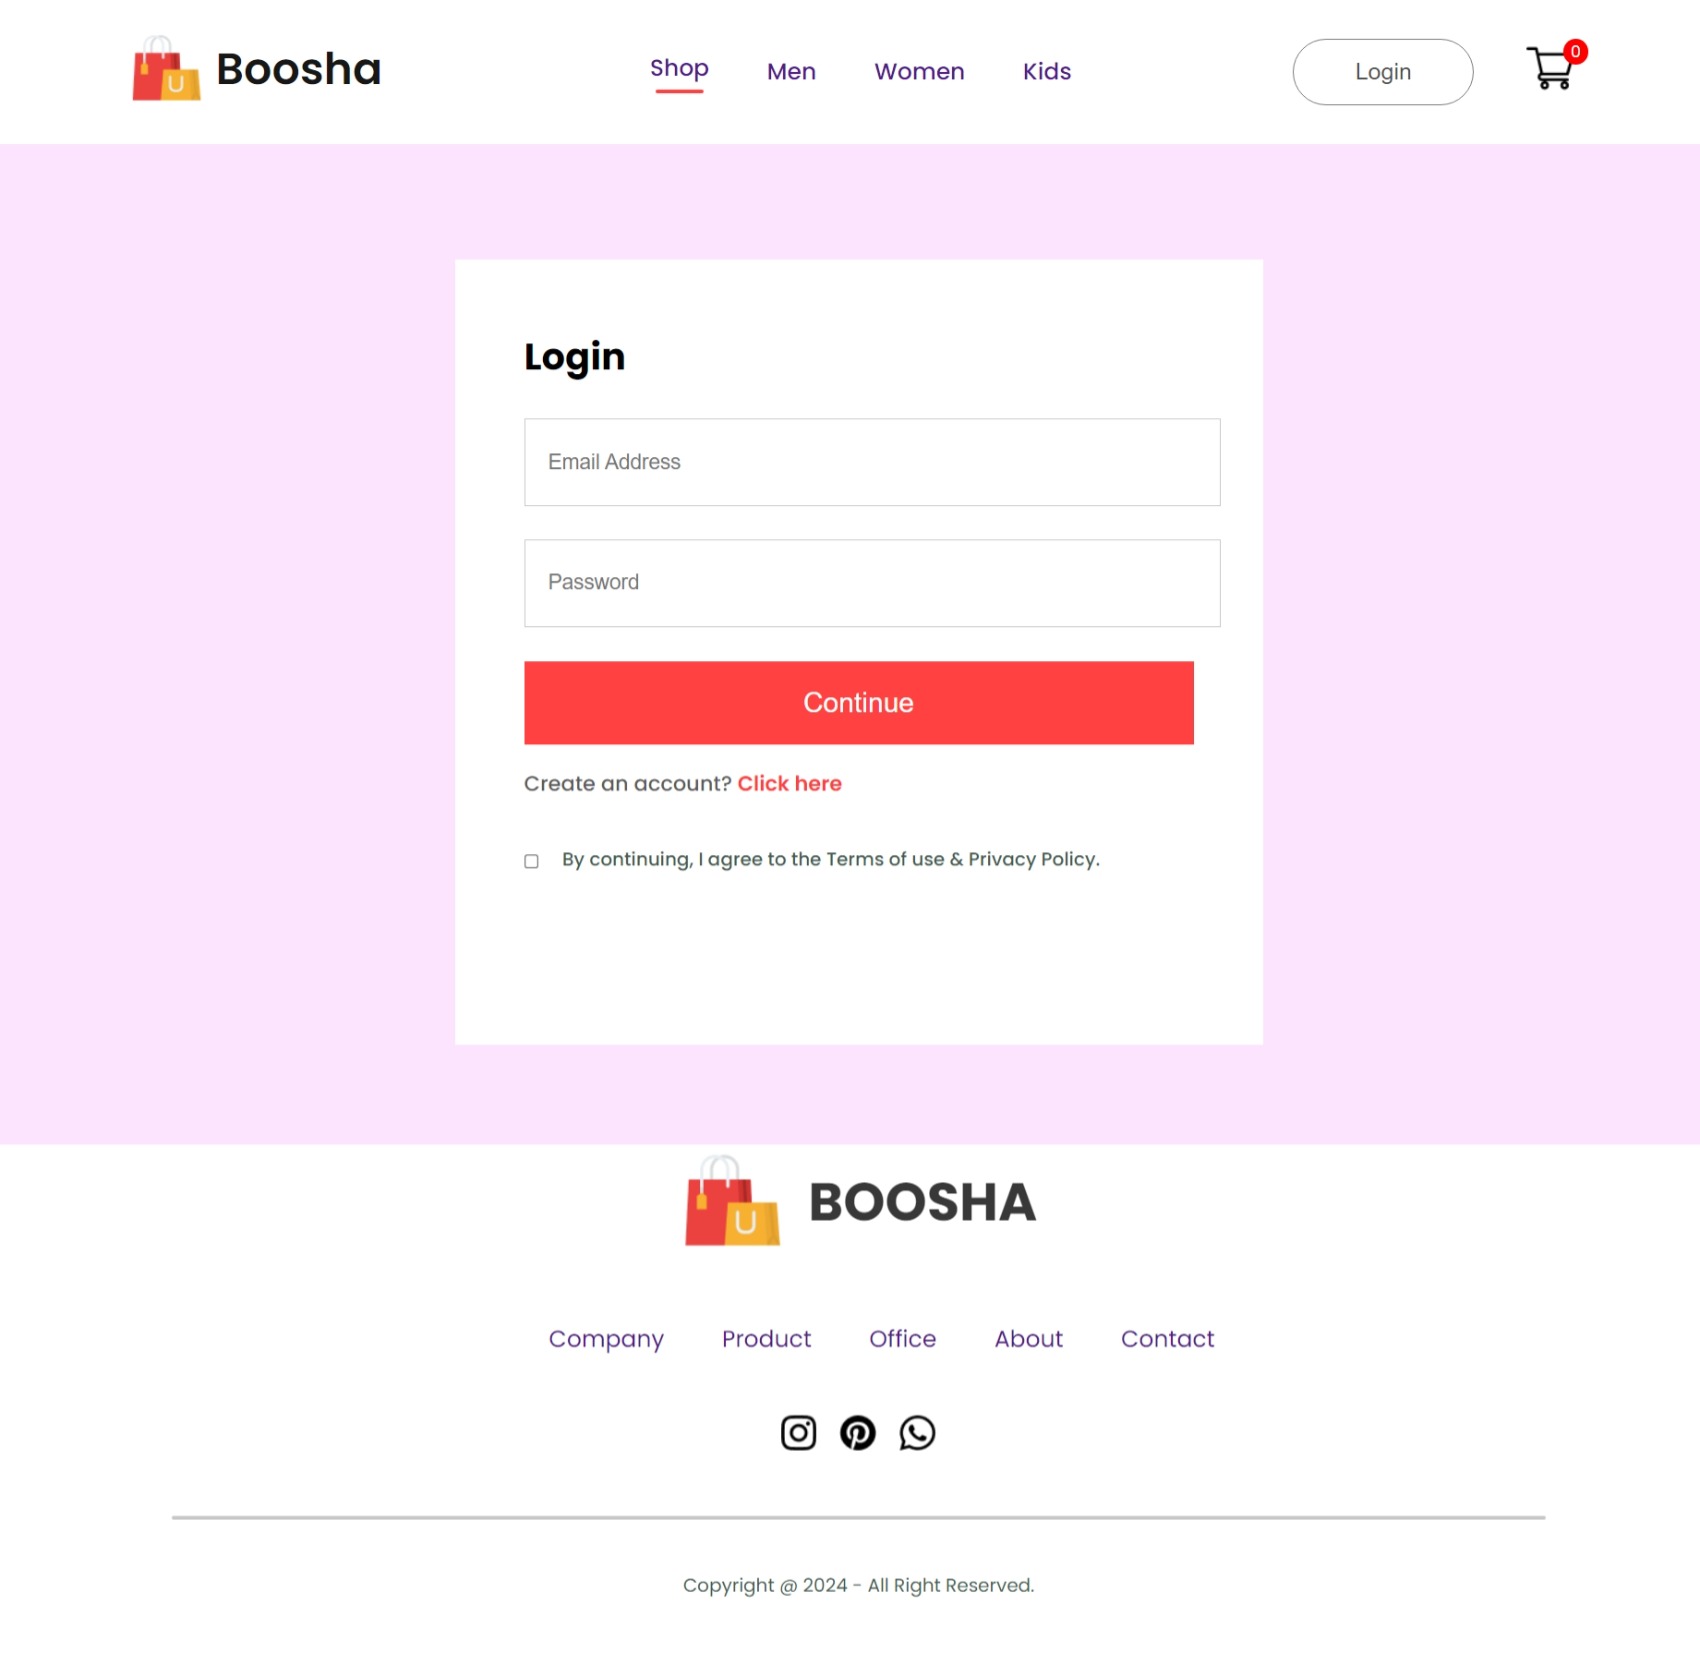 U Boosha Shop Men Women Kids Login 0
Login
Email Address
Password
Continue
Create an account? Click here
By continuing, I agree to the Terms of use & Privacy Policy.
U BOOSHA
Company Product Office About Contact
Copyright @ 2024 - All Right Reserved.